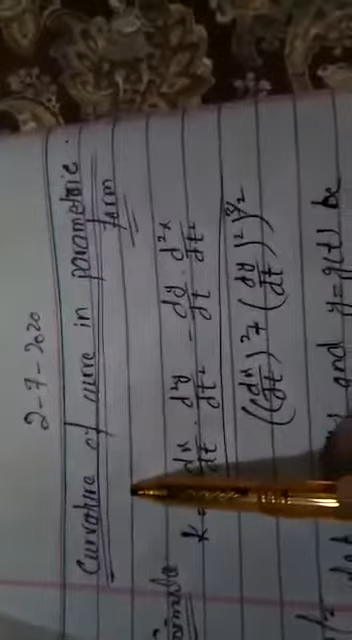 2-7-2020
Curvature of curve in parametric
form
K = dx/dt . d²y/dt² - dy/dt . d²x/dt²
((dx/dt)² + (dy/dt)²)^3/2
and y=g(t) be